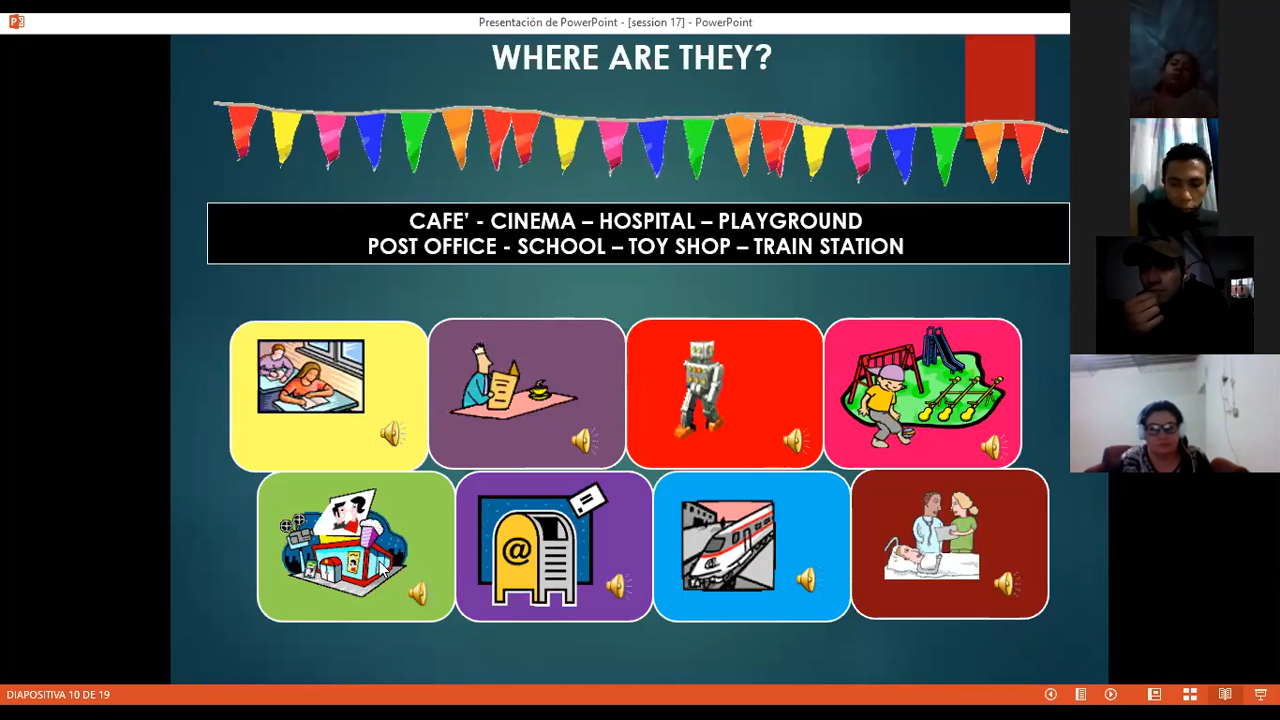 Presentación de PowerPoint - [session 17] - PowerPoint
WHERE ARE THEY?
CAFE' - CINEMA – HOSPITAL – PLAYGROUND
POST OFFICE - SCHOOL – TOY SHOP – TRAIN STATION
@
DIAPOSITIVA 10 DE 19